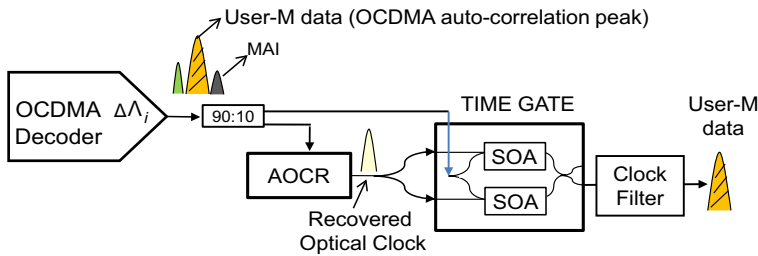 User-M data (OCDMA auto-correlation peak)
MAI
OCDMA ΔΛi
Decoder
90:10
TIME GATE
User-M
data
SOA
AOCR
Clock
Filter
SOA
Recovered
Optical Clock